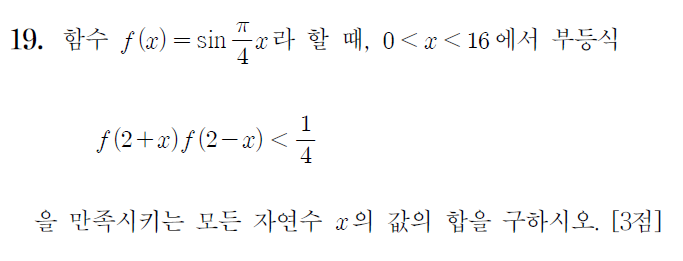 19. 함수 f(x)=sin π/4 x라 할 때, 0<x<16에서 부등식
f(2+x)f(2-x)<1/4
을 만족시키는 모든 자연수 x의 값의 합을 구하시오. [3점]